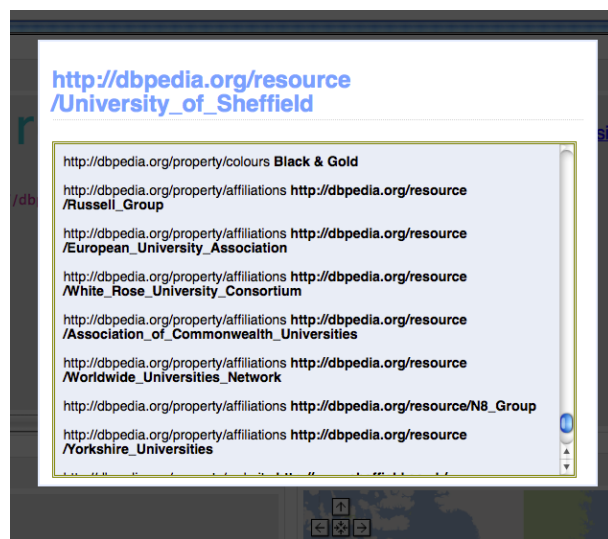 http://dbpedia.org/resource
/University_of_Sheffield
http://dbpedia.org/property/colours Black & Gold
http://dbpedia.org/property/affiliations http://dbpedia.org/resource
/Russell_Group
http://dbpedia.org/property/affiliations http://dbpedia.org/resource
/European_University_Association
http://dbpedia.org/property/affiliations http://dbpedia.org/resource
/White_Rose_University_Consortium
http://dbpedia.org/property/affiliations http://dbpedia.org/resource
/Association_of_Commonwealth_Universities
http://dbpedia.org/property/affiliations http://dbpedia.org/resource
/Worldwide_Universities_Network
http://dbpedia.org/property/affiliations http://dbpedia.org/resource/N8_Group
http://dbpedia.org/property/affiliations http://dbpedia.org/resource
/Yorkshire_Universities